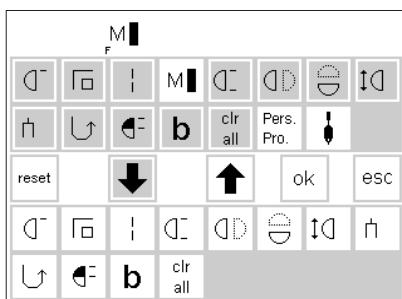 M
F
M
b clr all Pers. Pro.
reset ok esc
b clr all